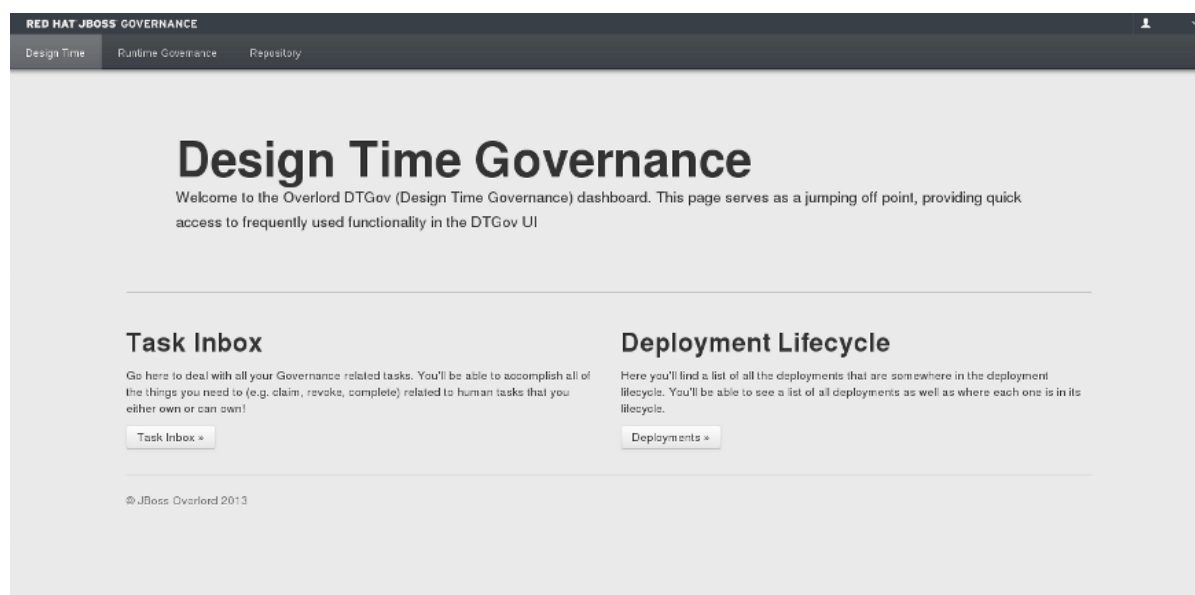 RED HAT JBOSS GOVERNANCE
Design Time Runtime Governance Repository
Design Time Governance
Welcome to the Overlord DTGov (Design Time Governance) dashboard. This page serves as a jumping off point, providing quick
access to frequently used functionality in the DTGov UI
Task Inbox
Go here to deal with all your Governance related tasks. You'll be able to accomplish all of
the things you need to (e.g. claim, revoke, complete) related to human tasks that you
either own or can own!
Task Inbox »
Deployment Lifecycle
Here you'll find a list of all the deployments that are somewhere in the deployment
lifecycle. You'll be able to see a list of all deployments as well as where each one is in its
lifecycle.
Deployments »
© JBoss Overlord 2013